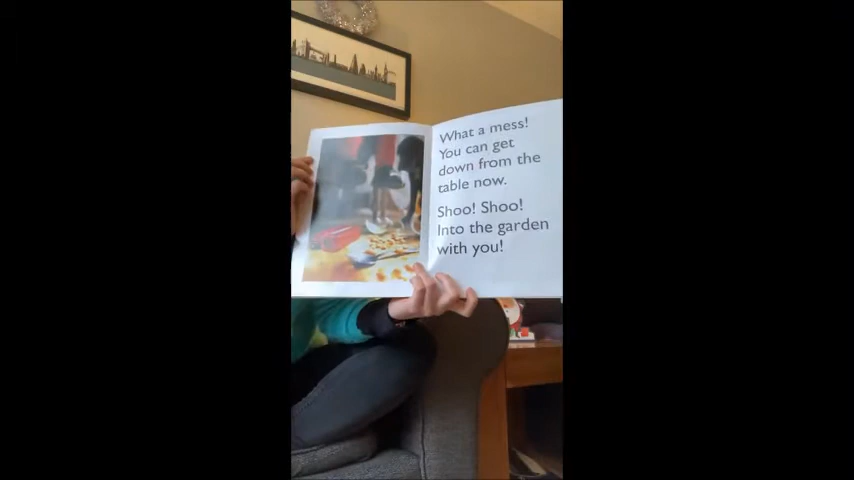 What a mess!
You can get
down from the
table now.
Shoo! Shoo!
Into the garden
with you!